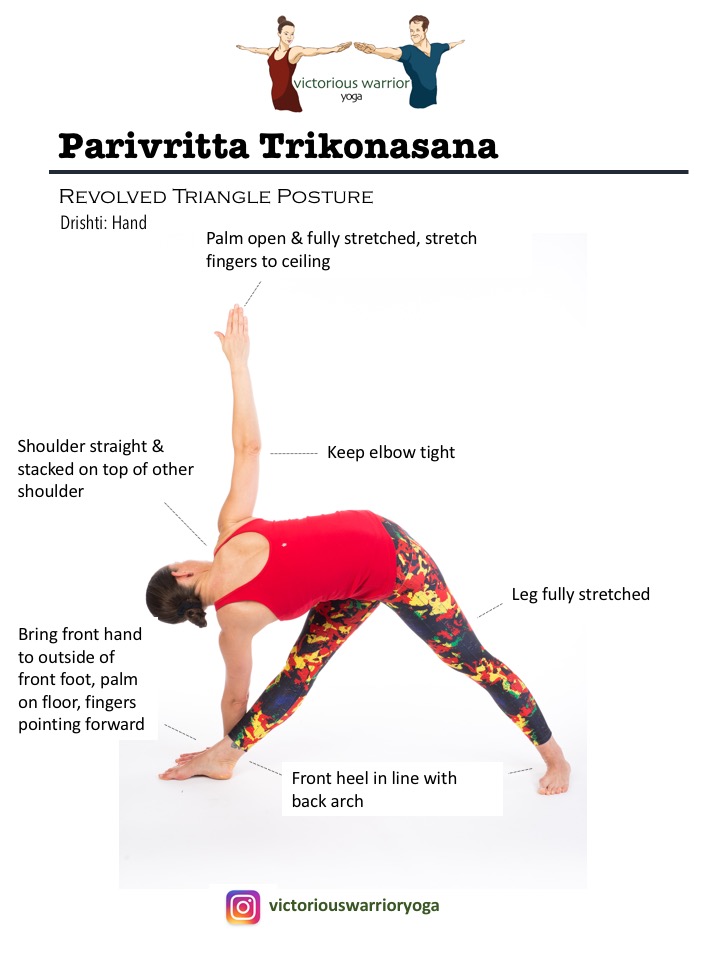 victorious warrior
yoga
Parivritta Trikonasana
Revolved Triangle Posture
Drishti: Hand
Palm open & fully stretched, stretch
fingers to ceiling
Shoulder straight &
stacked on top of other
shoulder
Keep elbow tight
Leg fully stretched
Bring front hand
to outside of
front foot, palm
on floor, fingers
pointing forward
Front heel in line with
back arch
victoriouswarrioryoga